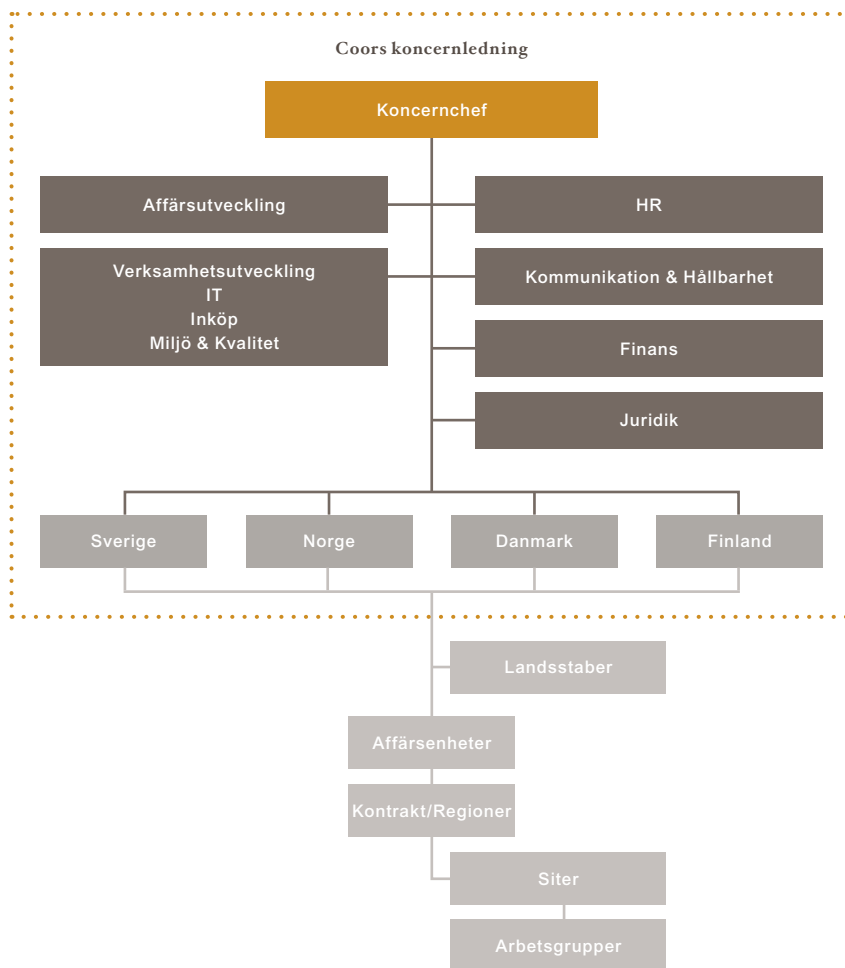 Coors koncernledning
Koncernchef
Affärsutveckling
HR
Verksamhetsutveckling
IT
Inköp
Miljö & Kvalitet
Kommunikation & Hållbarhet
Finans
Juridik
Sverige
Norge
Danmark
Finland
Landsstaber
Affärsenheter
Kontrakt/Regioner
Siter
Arbetsgrupper